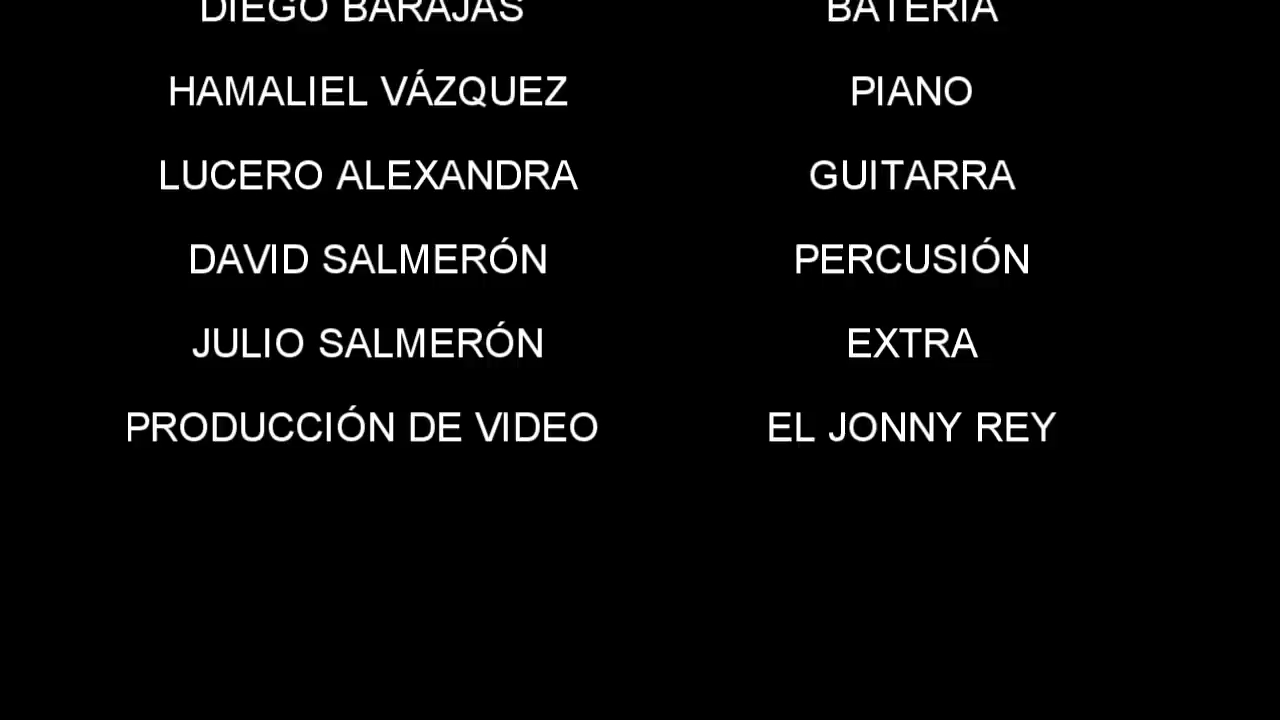 DIEGO BARAJAS BATERÍA
HAMALIEL VÁZQUEZ PIANO
LUCERO ALEXANDRA GUITARRA
DAVID SALMERÓN PERCUSIÓN
JULIO SALMERÓN EXTRA
PRODUCCIÓN DE VIDEO EL JONNY REY